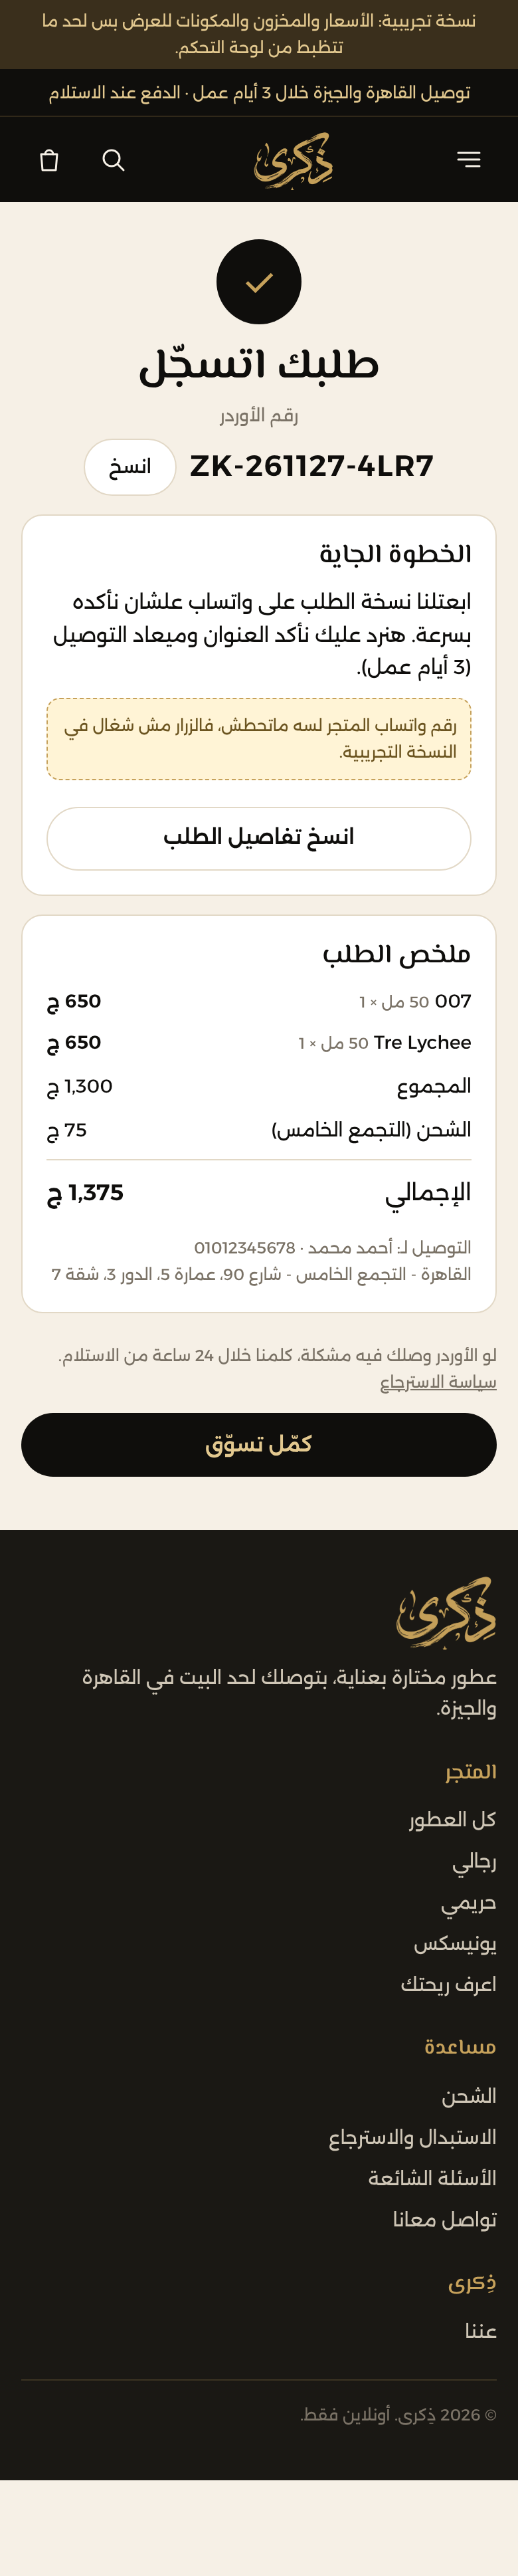 نسخة تجريبية: الأسعار والمخزون والمكونات للعرض بس لحد ما
تتظبط من لوحة التحكم.
توصيل القاهرة والجيزة خلال 3 أيام عمل · الدفع عند الاستلام
ذِكرى
طلبك اتسجّل
رقم الأوردر
ZK-261127-4LR7
انسخ
الخطوة الجاية
ابعتلنا نسخة الطلب على واتساب علشان نأكده
بسرعة. هنرد عليك نأكد العنوان وميعاد التوصيل
(3 أيام عمل).
رقم واتساب المتجر لسه ماتحطش، فالزرار مش شغال في
النسخة التجريبية.
انسخ تفاصيل الطلب
ملخص الطلب
007 50 مل × 1 650 ج
Tre Lychee 50 مل × 1 650 ج
المجموع 1,300 ج
الشحن (التجمع الخامس) 75 ج
الإجمالي 1,375 ج
التوصيل لـ: أحمد محمد · 01012345678
القاهرة - التجمع الخامس - شارع 90، عمارة 5، الدور 3، شقة 7
لو الأوردر وصلك فيه مشكلة، كلمنا خلال 24 ساعة من الاستلام.
سياسة الاسترجاع
كمّل تسوّق
ذِكرى
عطور مختارة بعناية، بتوصلك لحد البيت في القاهرة
والجيزة.
المتجر
كل العطور
رجالي
حريمي
يونيسكس
اعرف ريحتك
مساعدة
الشحن
الاستبدال والاسترجاع
الأسئلة الشائعة
تواصل معانا
ذِكرى
عننا
© 2026 ذِكرى. أونلاين فقط.